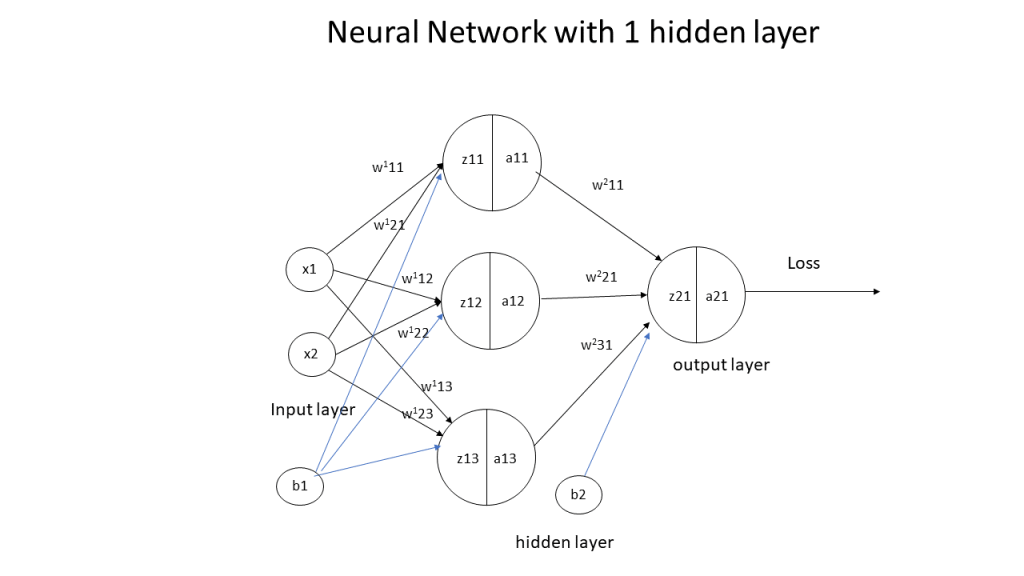 Neural Network with 1 hidden layer
z11 a11
w¹11
w²11
w¹21
x1
w¹12
z12 a12
w²21
z21 a21
Loss
x2
w¹22
w²31
output layer
w¹13
Input layer
w¹23
z13 a13
b1
b2
hidden layer